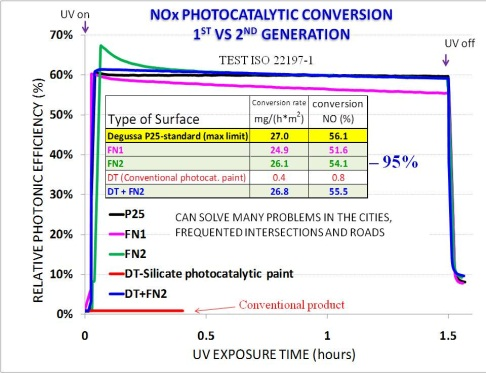 UV on
NOx PHOTOCATALYTIC CONVERSION
1ST VS 2ND GENERATION
UV off
TEST ISO 22197-1
RELATIVE PHOTONIC EFFICIENCY (%)
70%
60%
50%
40%
30%
20%
10%
0%
Type of Surface Conversion rate mg/(h*m2) conversion NO (%)
Degussa P25-standard (max limit) 27.0 56.1
FN1 24.9 51.6
FN2 26.1 54.1
DT (Conventional photocat. paint) 0.4 0.8
DT + FN2 26.8 55.5
– 95%
P25
FN1
FN2
DT-Silicate photocatalytic paint
DT+FN2
CAN SOLVE MANY PROBLEMS IN THE CITIES,
FREQUENTED INTERSECTIONS AND ROADS
Conventional product
0 0.5 1 1.5
UV EXPOSURE TIME (hours)